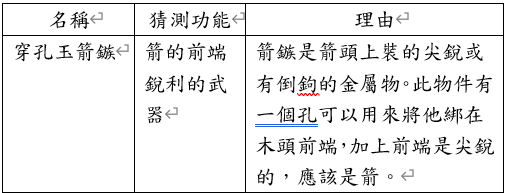 名稱
猜測功能
理由
穿孔玉箭鏃
箭的前端
銳利的武
器
箭鏃是箭頭上裝的尖銳或
有倒鉤的金屬物。此物件有
一個孔可以用來將他綁在
木頭前端，加上前端是尖銳
的，應該是箭。